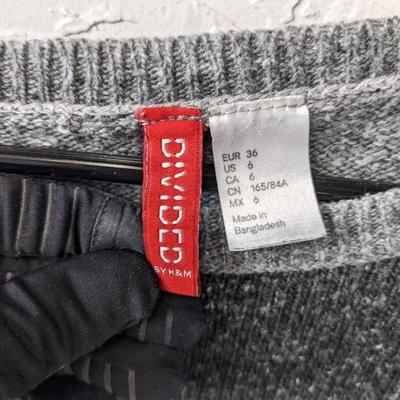 DIVIDED
BY H&M
EUR 36
US 6
CA 6
CN 165/84A
MX 6
Made in
Bangladesh